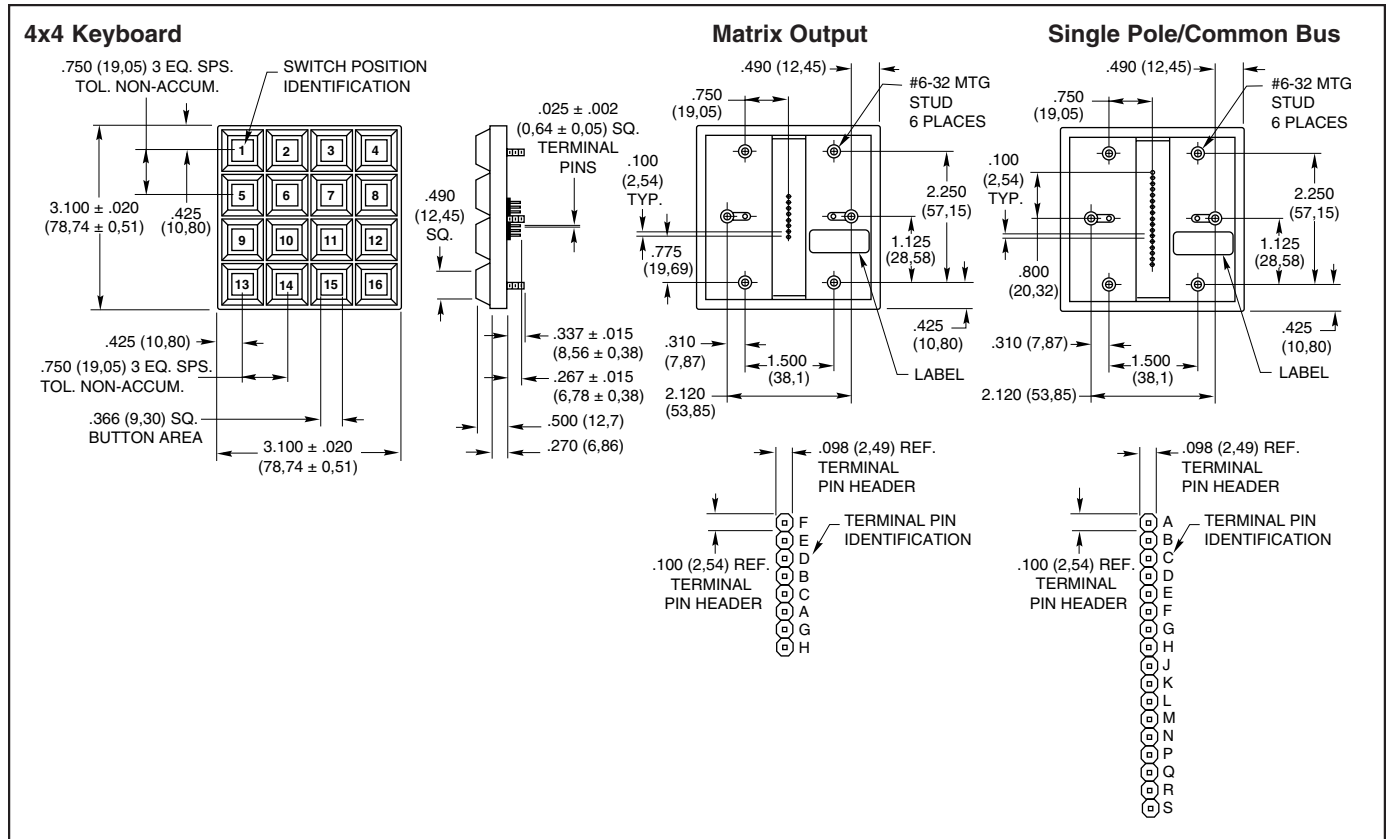 4x4 Keyboard
Matrix Output
Single Pole/Common Bus
.750 (19,05) 3 EQ. SPS.
TOL. NON-ACCUM.
SWITCH POSITION
IDENTIFICATION
1 2 3 4
5 6 7 8
9 10 11 12
13 14 15 16
3.100 ± .020
(78,74 ± 0,51)
.425
(10,80)
.425 (10,80)
.750 (19,05) 3 EQ. SPS.
TOL. NON-ACCUM.
.366 (9,30) SQ.
BUTTON AREA
3.100 ± .020
(78,74 ± 0,51)
.025 ± .002
(0,64 ± 0,05) SQ.
TERMINAL
PINS
.490
(12,45)
SQ.
.337 ± .015
(8,56 ± 0,38)
.267 ± .015
(6,78 ± 0,38)
.500 (12,7)
.270 (6,86)
.490 (12,45)
.750
(19,05)
#6-32 MTG
STUD
6 PLACES
.100
(2,54)
TYP.
2.250
(57,15)
1.125
(28,58)
.775
(19,69)
.425
(10,80)
.310
(7,87)
1.500
(38,1)
LABEL
2.120
(53,85)
.098 (2,49) REF.
TERMINAL
PIN HEADER
TERMINAL PIN
IDENTIFICATION
.100 (2,54) REF.
TERMINAL
PIN HEADER
F
E
D
B
C
A
G
H
.490 (12,45)
.750
(19,05)
#6-32 MTG
STUD
6 PLACES
.100
(2,54)
TYP.
2.250
(57,15)
1.125
(28,58)
.800
(20,32)
.425
(10,80)
.310 (7,87)
1.500
(38,1)
LABEL
2.120 (53,85)
.098 (2,49) REF.
TERMINAL
PIN HEADER
TERMINAL PIN
IDENTIFICATION
.100 (2,54) REF.
TERMINAL
PIN HEADER
A
B
C
D
E
F
G
H
J
K
L
M
N
P
Q
R
S